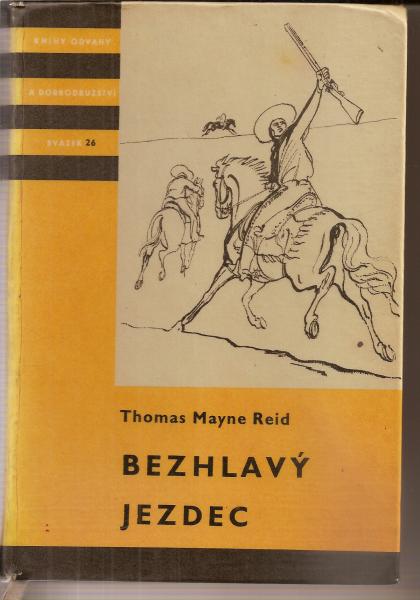 KNIHY ODVAHY
A DOBRODRUŽSTVÍ
SVAZEK 26
Thomas Mayne Reid
BEZHLAVÝ
JEZDEC